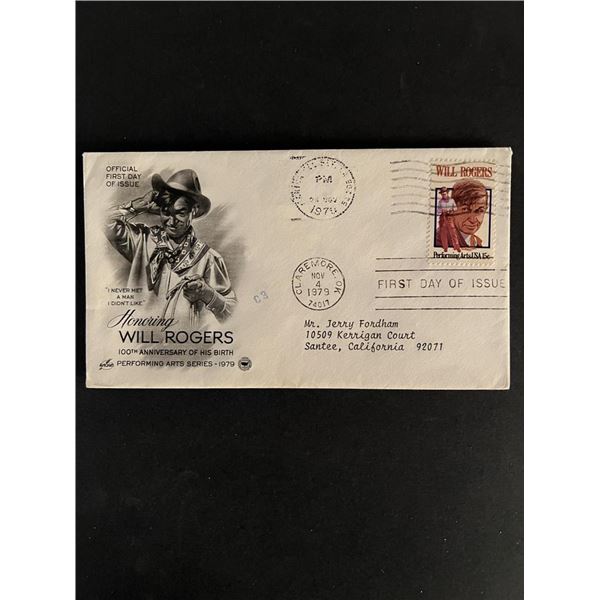 OFFICIAL
FIRST DAY
OF ISSUE
"I NEVER MET
A MAN
I DIDN'T LIKE"
Honoring
WILL ROGERS
100TH ANNIVERSARY OF HIS BIRTH
PERFORMING ARTS SERIES - 1979
PM
NOV
1979
CLAREMORE, OK
NOV
4
1979
74017
C3
WILL ROGERS
Performing Arts USA 15c
FIRST DAY OF ISSUE
Mr. Jerry Fordham
10509 Kerrigan Court
Santee, California 92071